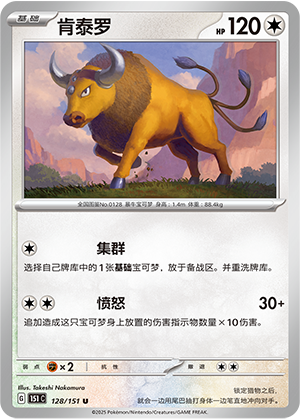 基础
肯泰罗
HP 120
全国图鉴No.0128 暴牛宝可梦 身高：1.4m 体重：88.4kg
集群
选择自己牌库中的1张基础宝可梦，放于备战区。并重洗牌库。
愤怒 30+
追加造成这只宝可梦身上放置的伤害指示物数量×10伤害。
弱点 ×2 抗性 撤退
Illus. Takeshi Nakamura
G 151 C 128/151 U
锁定猎物之后，
就会一边用尾巴抽打身体一边笔直地冲向对手。
©2025 Pokémon/Nintendo/Creatures/GAME FREAK.